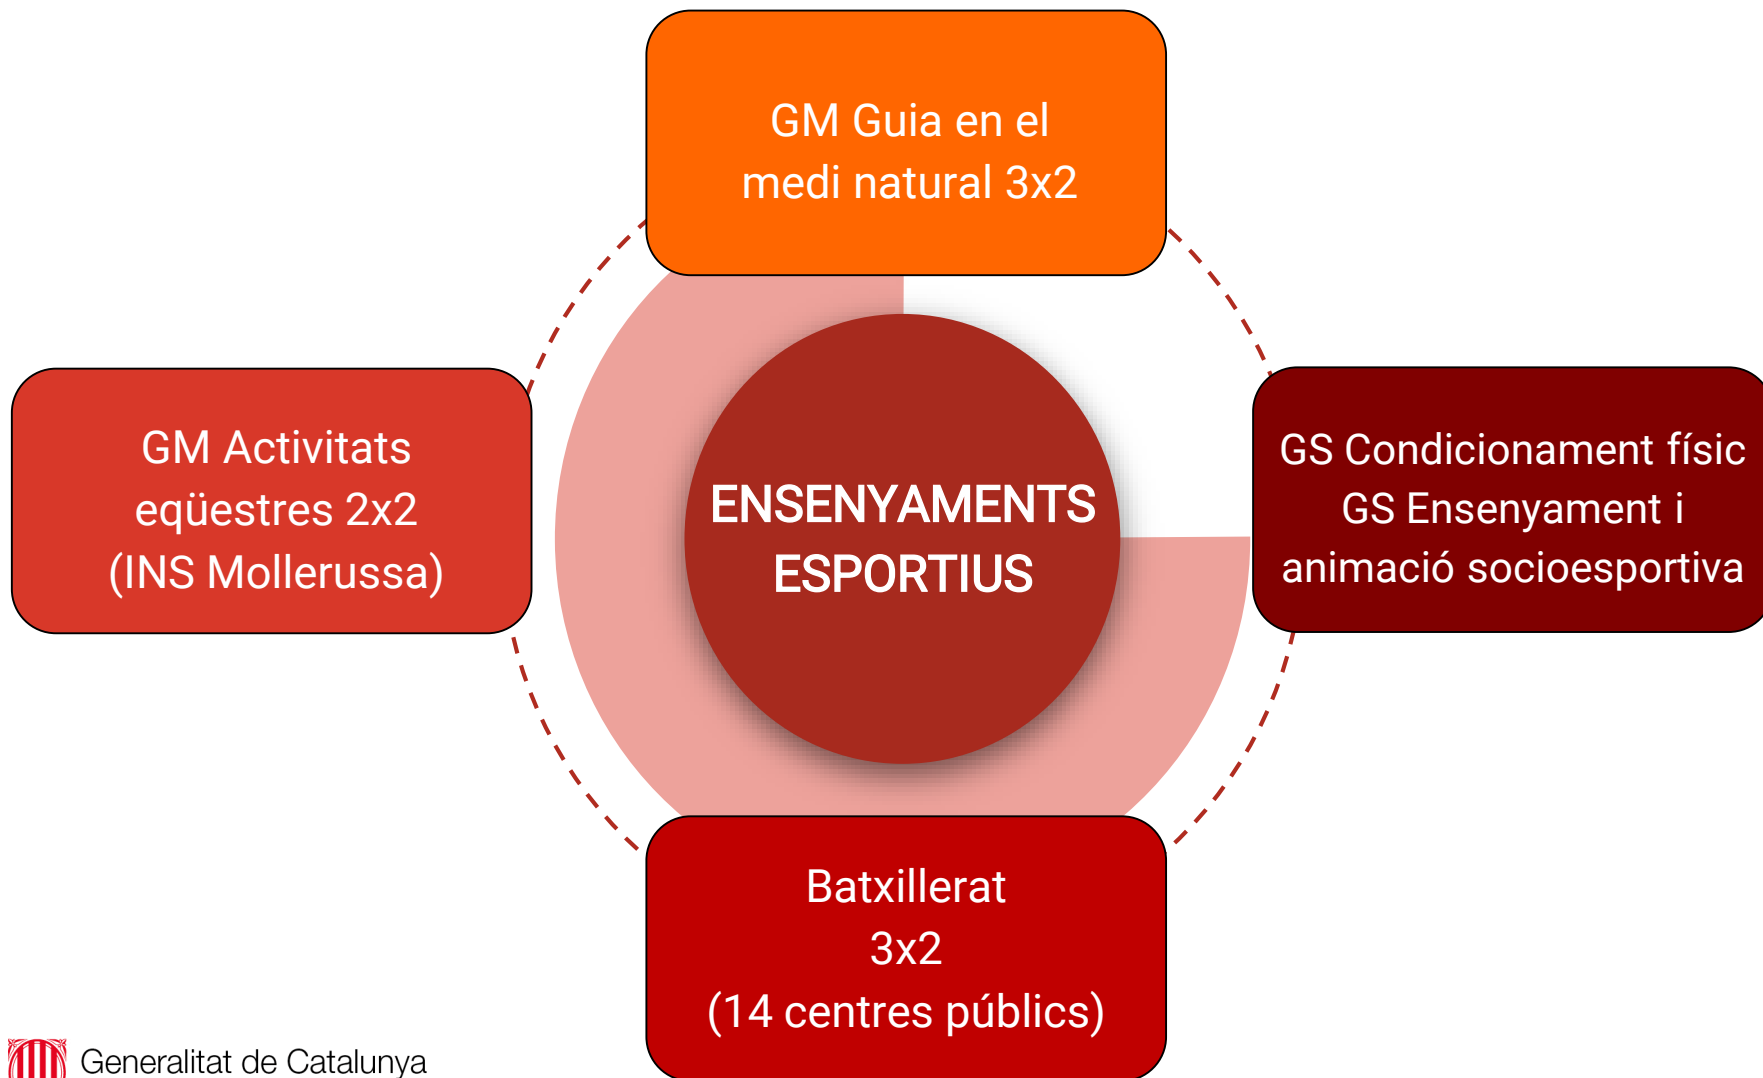 GM Guia en el
medi natural 3x2
GM Activitats
eqüestres 2x2
(INS Mollerussa)
ENSENYAMENTS
ESPORTIUS
GS Condicionament físic
GS Ensenyament i
animació socioesportiva
Batxillerat
3x2
(14 centres públics)
Generalitat de Catalunya